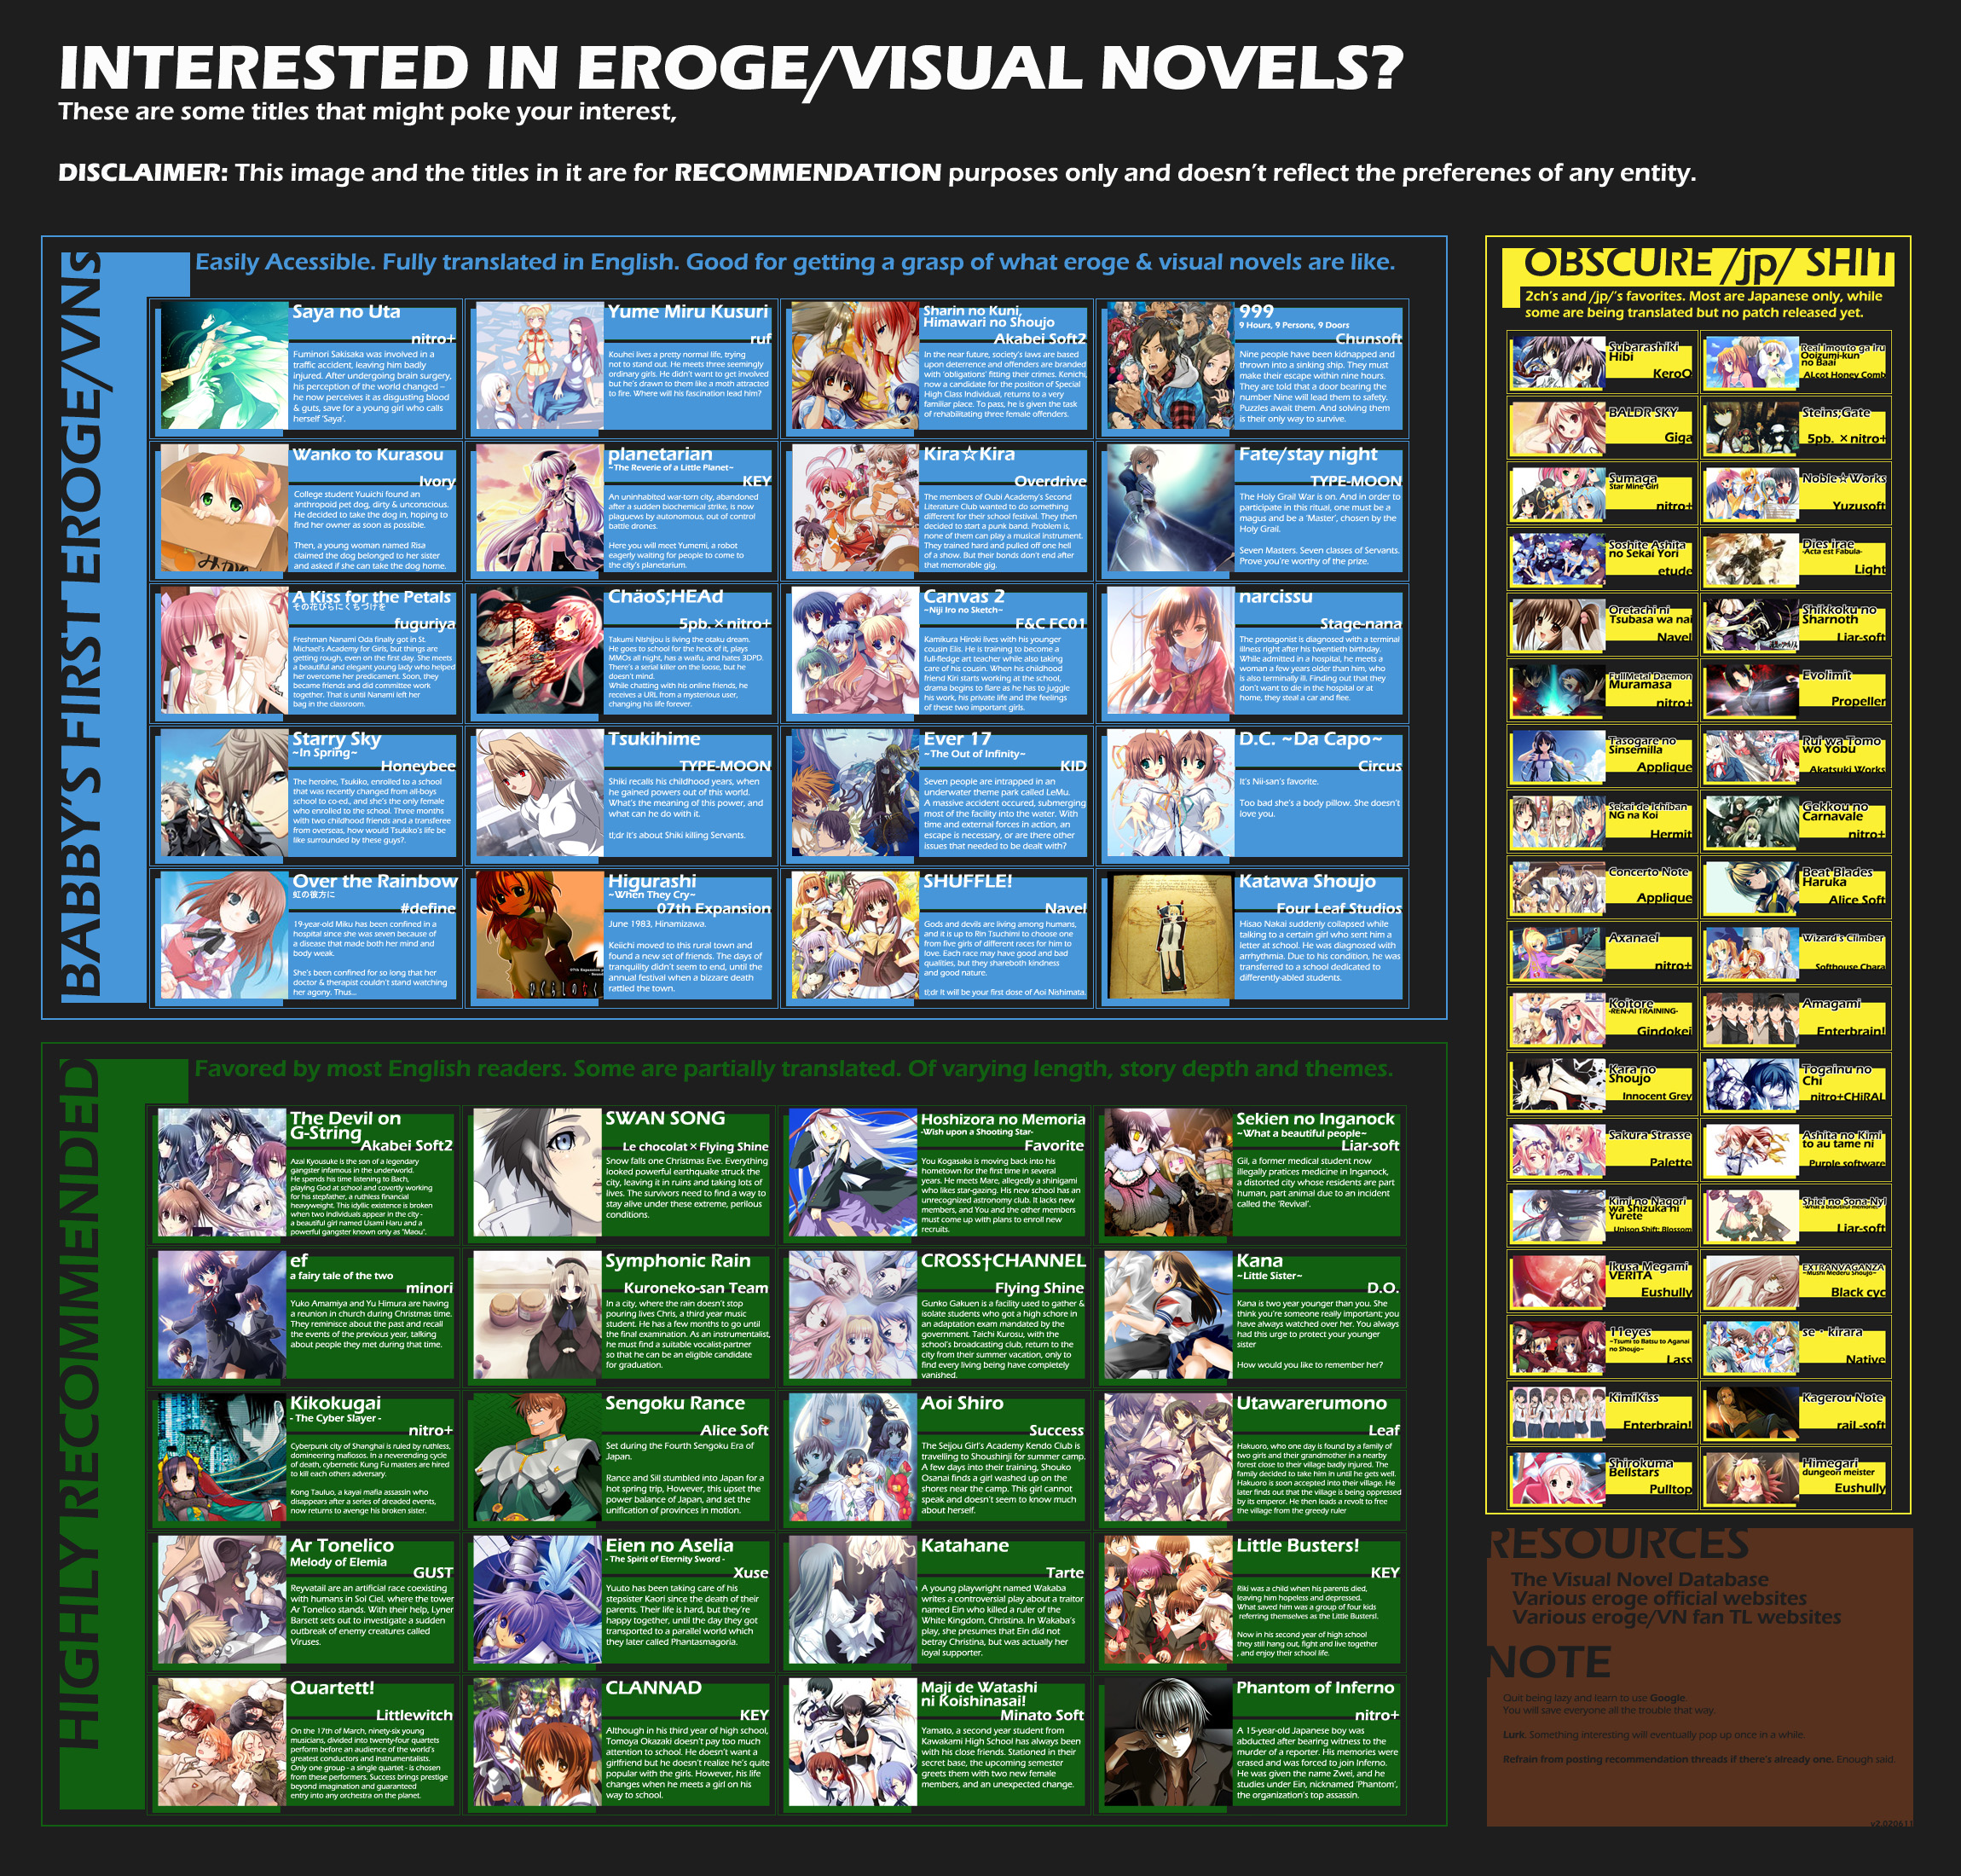 INTERESTED IN EROGE/VISUAL NOVELS?
These are some titles that might poke your interest,
DISCLAIMER: This image and the titles in it are for RECOMMENDATION purposes only and doesn't reflect the preferenes of any entity.
BABBY'S FIRST EROGE/VNS
Easily Acessible. Fully translated in English. Good for getting a grasp of what eroge & visual novels are like.
Saya no Uta
nitro+
Fuminori Sakisaka was involved in a
traffic accident, leaving him badly
injured. After undergoing brain surgery,
his perception of the world changed –
he now perceives it as disgusting blood
& guts, save for a young girl who calls
herself 'Saya'.
Yume Miru Kusuri
ruf
Kouhei lives a pretty normal life, trying
not to stand out. He meets three seemingly
ordinary girls. He didn't want to get involved
but he's drawn to them like a moth attracted
to fire. Where will his fascination lead him?
Sharin no Kuni,
Himawari no Shoujo
Akabei Soft2
In the near future, society's laws are based
upon deterrence and offenders are branded
with 'obligations' fitting their crimes. Kenichi,
now a candidate for the position of Special
High Class Individual, returns to a very
familiar place. To pass, he is given the task
of rehabilitating three female offenders.
999
9 Hours, 9 Persons, 9 Doors
Chunsoft
Nine people have been kidnapped and
thrown into a sinking ship. They must
make their escape within nine hours.
They are told that a door bearing the
number Nine will lead them to safety.
Puzzles await them. And solving them
is their only way to survive.
Wanko to Kurasou
Ivory
College student Yuuichi found an
anthropoid pet dog, dirty & unconscious.
He decided to take the dog in, hoping to
find her owner as soon as possible.
Then, a young woman named Risa
claimed the dog belonged to her sister
and asked if she can take the dog home.
planetarian
~The Reverie of a Little Planet~
KEY
An uninhabited war-torn city, abandoned
after a sudden biochemical strike, is now
plaguews by autonomous, out of control
battle drones.
Here you will meet Yumemi, a robot
eagerly waiting for people to come to
the city's planetarium.
Kira☆Kira
Overdrive
The members of Oubi Academy's Second
Literature Club wanted to do something
different for their school festival. They then
decided to start a punk band. Problem is,
none of them can play a musical instrument.
They trained hard and pulled off one hell
of a show. But their bonds don't end after
that memorable gig.
Fate/stay night
TYPE-MOON
The Holy Grail War is on. And in order to
participate in this ritual, one must be a
magus and be a 'Master', chosen by the
Holy Grail.
Seven Masters. Seven classes of Servants.
Prove you're worthy of the prize.
A Kiss for the Petals
その花びらにくちづけを
fuguriya
Freshman Nanami Oda finally got in St.
Michael's Academy for Girls, but things are
getting rough, even on the first day. She meets
a beautiful and elegant young lady who helped
her overcome her predicament. Soon, they
became friends and did committee work
together. That is until Nanami left her
bag in the classroom.
ChäoS;HEAd
5pb.×nitro+
Takumi Nishijou is living the otaku dream.
He goes to school for the heck of it, plays
MMOs all night, has a waifu, and hates 3DPD.
There's a serial killer on the loose, but he
doesn't mind.
While chatting with his online friends, he
receives a URL from a mysterious user,
changing his life forever.
Canvas 2
~Niji Iro no Sketch~
F&C FC01
Kamikura Hiroki lives with his younger
cousin Elis. He is training to become a
full-fledge art teacher while also taking
care of his cousin. When his childhood
friend Kiri starts working at the school,
drama begins to flare as he has to juggle
his work, his private life and the feelings
of these two important girls.
narcissu
Stage-nana
The protagonist is diagnosed with a terminal
illness right after his twentieth birthday.
While admitted in a hospital, he meets a
woman a few years older than him, who
is also terminally ill. Finding out that they
don't want to die in the hospital or at
home, they steal a car and flee.
Starry Sky
~In Spring~
Honeybee
The heroine, Tsukiko, enrolled to a school
that was recently changed from all-boys
school to co-ed., and she's the only female
who enrolled to the school. Three months
with two childhood friends and a transferee
from overseas, how would Tsukiko's life be
like surrounded by these guys?.
Tsukihime
TYPE-MOON
Shiki recalls his childhood years, when
he gained powers out of this world.
What's the meaning of this power, and
what can he do with it.
tl;dr It's about Shiki killing Servants.
Ever 17
~The Out of Infinity~
KID
Seven people are intrapped in an
underwater theme park called LeMu.
A massive accident occured, submerging
most of the facility into the water. With
time and external forces in action, an
escape is necessary, or are there other
issues that needed to be dealt with?
D.C. ~Da Capo~
Circus
It's Nii-san's favorite.
Too bad she's a body pillow. She doesn't
love you.
Over the Rainbow
虹の彼方に
#define
19-year-old Miku has been confined in a
hospital since she was seven because of
a disease that made both her mind and
body weak.
She's been confined for so long that her
doctor & therapist couldn't stand watching
her agony. Thus...
Higurashi
~When They Cry~
07th Expansion
June 1983, Hinamizawa.
Keiichi moved to this rural town and
found a new set of friends. The days of
tranquility didn't seem to end, until the
annual festival when a bizzare death
rattled the town.
SHUFFLE!
Navel
Gods and devils are living among humans,
and it is up to Rin Tsuchimi to choose one
from five girls of different races for him to
love. Each race may have good and bad
qualities, but they shareboth kindness
and good nature.
tl;dr It will be your first dose of Aoi Nishimata.
Katawa Shoujo
Four Leaf Studios
Hisao Nakai suddenly collapsed while
talking to a certain girl who sent him a
letter at school. He was diagnosed with
arrhythmia. Due to his condition, he was
transferred to a school dedicated to
differently-abled students.
HIGHLY RECOMMENDED
Favored by most English readers. Some are partially translated. Of varying length, story depth and themes.
The Devil on
G-String
Akabei Soft2
Azai Kyousuke is the son of a legendary
gangster infamous in the underworld.
He spends his time listening to Bach,
playing God at school and covertly working
for his stepfather, a ruthless financial
heavyweight. This idyllic existence is broken
when two individuals appear in the city -
a beautiful girl named Usami Haru and a
powerful gangster known only as 'Maou'.
SWAN SONG
Le chocolat×Flying Shine
Snow falls one Christmas Eve. Everything
looked powerful earthquake struck the
city, leaving it in ruins and taking lots of
lives. The survivors need to find a way to
stay alive under these extreme, perilous
conditions.
Hoshizora no Memoria
-Wish upon a Shooting Star-
Favorite
You Kogasaka is moving back into his
hometown for the first time in several
years. He meets Mare, allegedly a shinigami
who likes star-gazing. His new school has an
unrecognized astronomy club. It lacks new
members, and You and the other members
must come up with plans to enroll new
recruits.
Sekien no Inganock
~What a beautiful people~
Liar-soft
Gil, a former medical student now
illegally pratices medicine in Inganock,
a distorted city whose residents are part
human, part animal due to an incident
called the 'Revival'.
ef
a fairy tale of the two
minori
Yuko Amamiya and Yu Himura are having
a reunion in church during Christmas time.
They reminisce about the past and recall
the events of the previous year, talking
about people they met during that time.
Symphonic Rain
Kuroneko-san Team
In a city, where the rain doesn't stop
pouring lives Chris, a third year music
student. He has a few months to go until
the final examination. As an instrumentalist,
he must find a suitable vocalist-partner
so that he can be an eligible candidate
for graduation.
CROSS†CHANNEL
Flying Shine
Gunko Gakuen is a facility used to gather &
isolate students who got a high schore in
an adaptation exam mandated by the
government. Taichi Kurosu, with the
school's broadcasting club, return to the
city from their summer vacation, only to
find every living being have completely
vanished.
Kana
~Little Sister~
D.O.
Kana is two year younger than you. She
think you're someone really important; you
have always watched over her. You always
had this urge to protect your younger
sister
How would you like to remember her?
Kikokugai
- The Cyber Slayer -
nitro+
Cyberpunk city of Shanghai is ruled by ruthless,
domineering mafiosos. In a neverending cycle
of death, cybernetic Kung Fu masters are hired
to kill each others adversary.
Kong Tauluo, a kayai mafia assassin who
disappears after a series of dreaded events,
now returns to avenge his broken sister.
Sengoku Rance
Alice Soft
Set during the Fourth Sengoku Era of
Japan.
Rance and Sill stumbled into Japan for a
hot spring trip, However, this upset the
power balance of Japan, and set the
unification of provinces in motion.
Aoi Shiro
Success
The Seijou Girl's Academy Kendo Club is
travelling to Shoushinji for summer camp.
A few days into their training, Shouko
Osanai finds a girl washed up on the
shores near the camp. This girl cannot
speak and doesn't seem to know much
about herself.
Utawarerumono
Leaf
Hakuoro, who one day is found by a family of
two girls and their grandmother in a nearby
forest close to their village badly injured. The
family decided to take him in until he gets well.
Hakuoro is soon accepted into their village. He
later finds out that the village is being oppressed
by its emperor. He then leads a revolt to free
the village from the greedy ruler
Ar Tonelico
Melody of Elemia
GUST
Reyvatail are an artificial race coexisting
with humans in Sol Ciel. where the tower
Ar Tonelico stands. With their help, Lyner
Barsett sets out to investigate a sudden
outbreak of enemy creatures called
Viruses.
Eien no Aselia
- The Spirit of Eternity Sword -
Xuse
Yuuto has been taking care of his
stepsister Kaori since the death of their
parents. Their life is hard, but they're
happy together, until the day they got
transported to a parallel world which
they later called Phantasmagoria.
Katahane
Tarte
A young playwright named Wakaba
writes a controversial play about a traitor
named Ein who killed a ruler of the
White Kingdom, Christina. In Wakaba's
play, she presumes that Ein did not
betray Christina, but was actually her
loyal supporter.
Little Busters!
KEY
Riki was a child when his parents died,
leaving him hopeless and depressed.
What saved him was a group of four kids
referring themselves as the Little Busters!.
Now in his second year of high school
they still hang out, fight and live together
, and enjoy their school life.
Quartett!
Littlewitch
On the 17th of March, ninety-six young
musicians, divided into twenty-four quartets
perform before an audience of the world's
greatest conductors and instrumentalists.
Only one group - a single quartet - is chosen
from these performers. Success brings prestige
beyond imagination and guaranteed
entry into any orchestra on the planet.
CLANNAD
KEY
Although in his third year of high school,
Tomoya Okazaki doesn't pay too much
attention to school. He doesn't want a
girlfriend but he doesn't realize he's quite
popular with the girls. However, his life
changes when he meets a girl on his
way to school.
Maji de Watashi
ni Koishinasai!
Minato Soft
Yamato, a second year student from
Kawakami High School has always been
with his close friends. Stationed in their
secret base, the upcoming semester
greets them with two new female
members, and an unexpected change.
Phantom of Inferno
nitro+
A 15-year-old Japanese boy was
abducted after bearing witness to the
murder of a reporter. His memories were
erased and was forced to join Inferno.
He was given the name Zwei, and he
studies under Ein, nicknamed 'Phantom',
the organization's top assassin.
OBSCURE /jp/ SHIT
2ch's and /jp/'s favorites. Most are Japanese only, while
some are being translated but no patch released yet.
Subarashiki
Hibi
KeroQ
Real Imouto ga Iru
Ooizumi-kun
no Baai
ALcot Honey Comb
BALDR SKY
Giga
Steins;Gate
5pb. ×nitro+
Sumaga
Star Mine Girl
nitro+
Noble☆Works
Yuzusoft
Soshite Ashita
no Sekai Yori
etude
Dies irae
-Acta est Fabula-
Light
Oretachi ni
Tsubasa wa nai
Navel
Shikkoku no
Sharnoth
Liar-soft
FullMetal Daemon
Muramasa
nitro+
Evolimit
Propeller
Tasogare no
Sinsemilla
Applique
Rui wa Tomo
wo Yobu
Akatsuki Works
Sekai de Ichiban
NG na Koi
Hermit
Gekkou no
Carnavale
nitro+
Concerto Note
Applique
Beat Blades
Haruka
Alice Soft
Axanael
nitro+
Wizard's Climber
Softhouse Chara
Koitore
-REN-AI TRAINING-
Gindokei
Amagami
Enterbrain!
Kara no
Shoujo
Innocent Grey
Togainu no
Chi
nitro+CHiRAL
Sakura Strasse
Palette
Ashita no Kimi
to au tame ni
Purple software
Kimi no Nagori
wa Shizuka ni
Yurete
Unison Shift: Blossom
Shiei no Sona-Nyl
~What a beautiful memories~
Liar-soft
Ikusa Megami
VERITA
Eushully
EXTRANVAGANZA
~Mushi Mederu Shoujo~
Black cyc
11eyes
~Tsumi to Batsu to Aganai
no Shoujo~
Lass
se・kirara
Native
KimiKiss
Enterbrain!
Kagerou Note
raiL-soft
Shirokuma
Bellstars
Pulltop
Himegari
dungeon meister
Eushully
RESOURCES
The Visual Novel Database
Various eroge official websites
Various eroge/VN fan TL websites
NOTE
Quit being lazy and learn to use Google.
You will save everyone all the trouble that way.
Lurk. Something interesting will eventually pop up once in a while.
Refrain from posting recommendation threads if there's already one. Enough said.